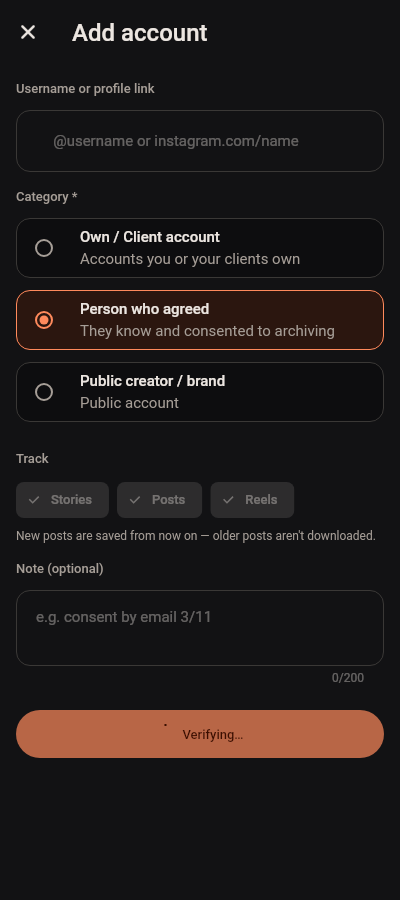 Add account
Username or profile link
@username or instagram.com/name
Category *
Own / Client account
Accounts you or your clients own
Person who agreed
They know and consented to archiving
Public creator / brand
Public account
Track
Stories
Posts
Reels
New posts are saved from now on — older posts aren't downloaded.
Note (optional)
e.g. consent by email 3/11
0/200
Verifying...